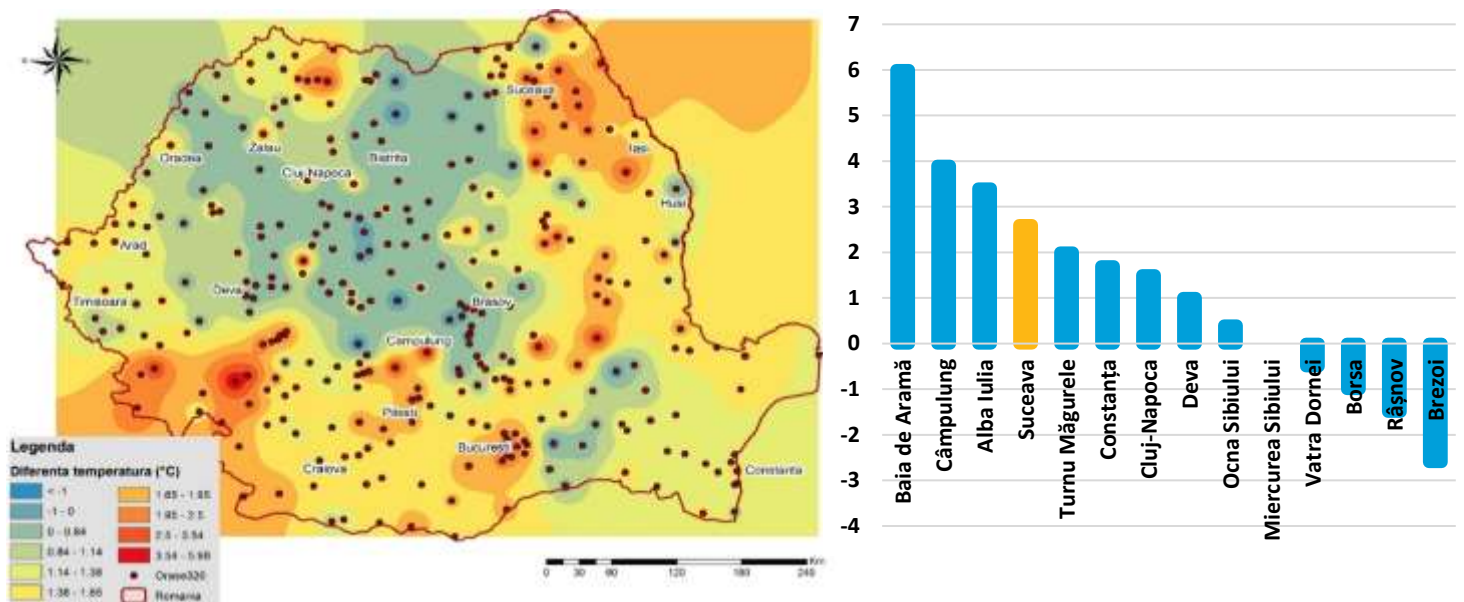 Suceava
Oradea
Zalau
Iasi
Cluj-Napoca
Bistrita
Husi
Arad
Deva
Timisoara
Brasov
Campulung
Pitesti
Bucuresti
Craiova
Constanta
Legenda
Diferenta temperatura (°C)
< -1
-1 - 0
0 - 0.84
0.84 - 1.14
1.14 - 1.38
1.38 - 1.65
1.65 - 1.95
1.95 - 2.5
2.5 - 3.54
3.54 - 5.98
Orase320
Romania
0 30 60 120 180 240 Km
7
6
5
4
3
2
1
0
-1
-2
-3
-4
Baia de Aramă
Câmpulung
Alba Iulia
Suceava
Turnu Măgurele
Constanța
Cluj-Napoca
Deva
Ocna Sibiului
Miercurea Sibiului
Vatra Dornei
Borsa
Râșnov
Brezoi